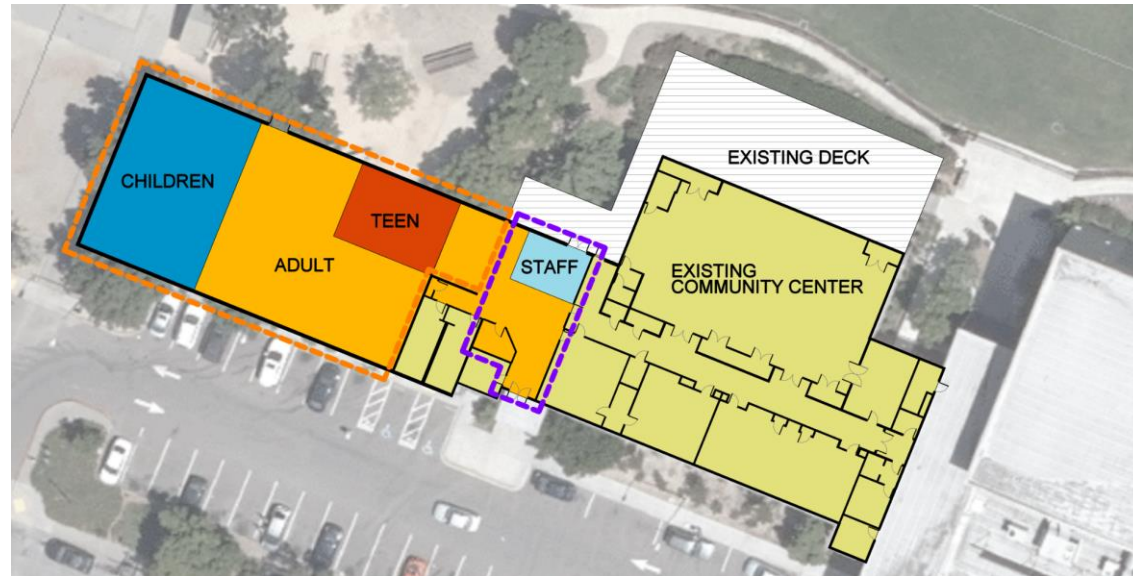 EXISTING DECK
CHILDREN
TEEN
ADULT
STAFF
EXISTING
COMMUNITY CENTER